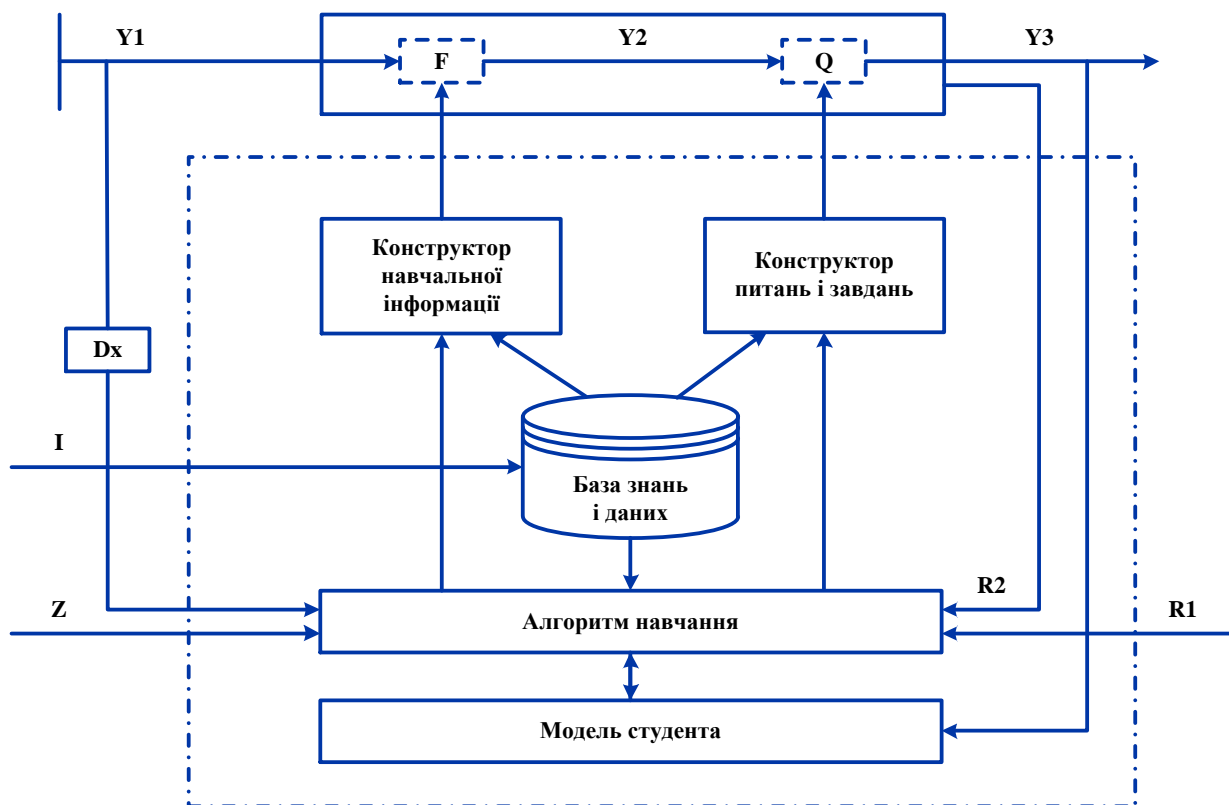 Y1
Y2
Y3
F
Q
Конструктор
навчальної
інформації
Конструктор
питань і завдань
Dx
I
База знань
і даних
Z
R2
R1
Алгоритм навчання
Модель студента